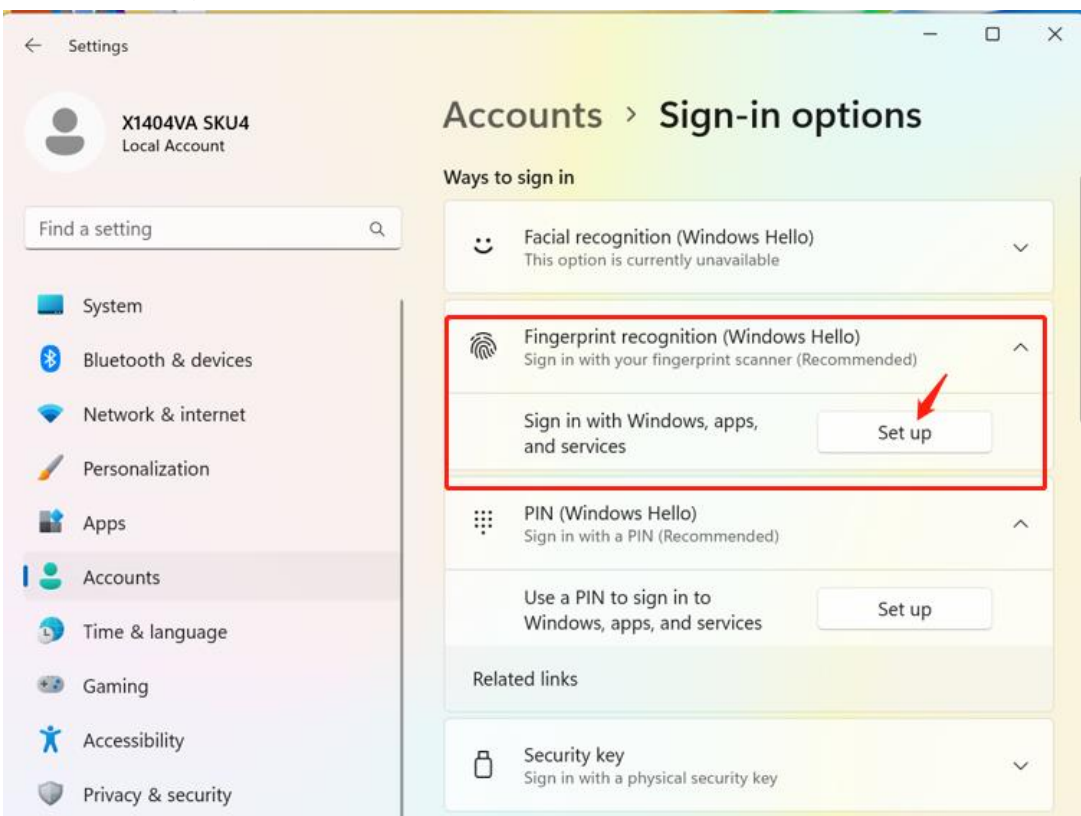 Settings
X1404VA SKU4
Local Account
Find a setting
System
Bluetooth & devices
Network & internet
Personalization
Apps
Accounts
Time & language
Gaming
Accessibility
Privacy & security
Accounts > Sign-in options
Ways to sign in
Facial recognition (Windows Hello)
This option is currently unavailable
Fingerprint recognition (Windows Hello)
Sign in with your fingerprint scanner (Recommended)
Sign in with Windows, apps,
and services
Set up
PIN (Windows Hello)
Sign in with a PIN (Recommended)
Use a PIN to sign in to
Windows, apps, and services
Set up
Related links
Security key
Sign in with a physical security key